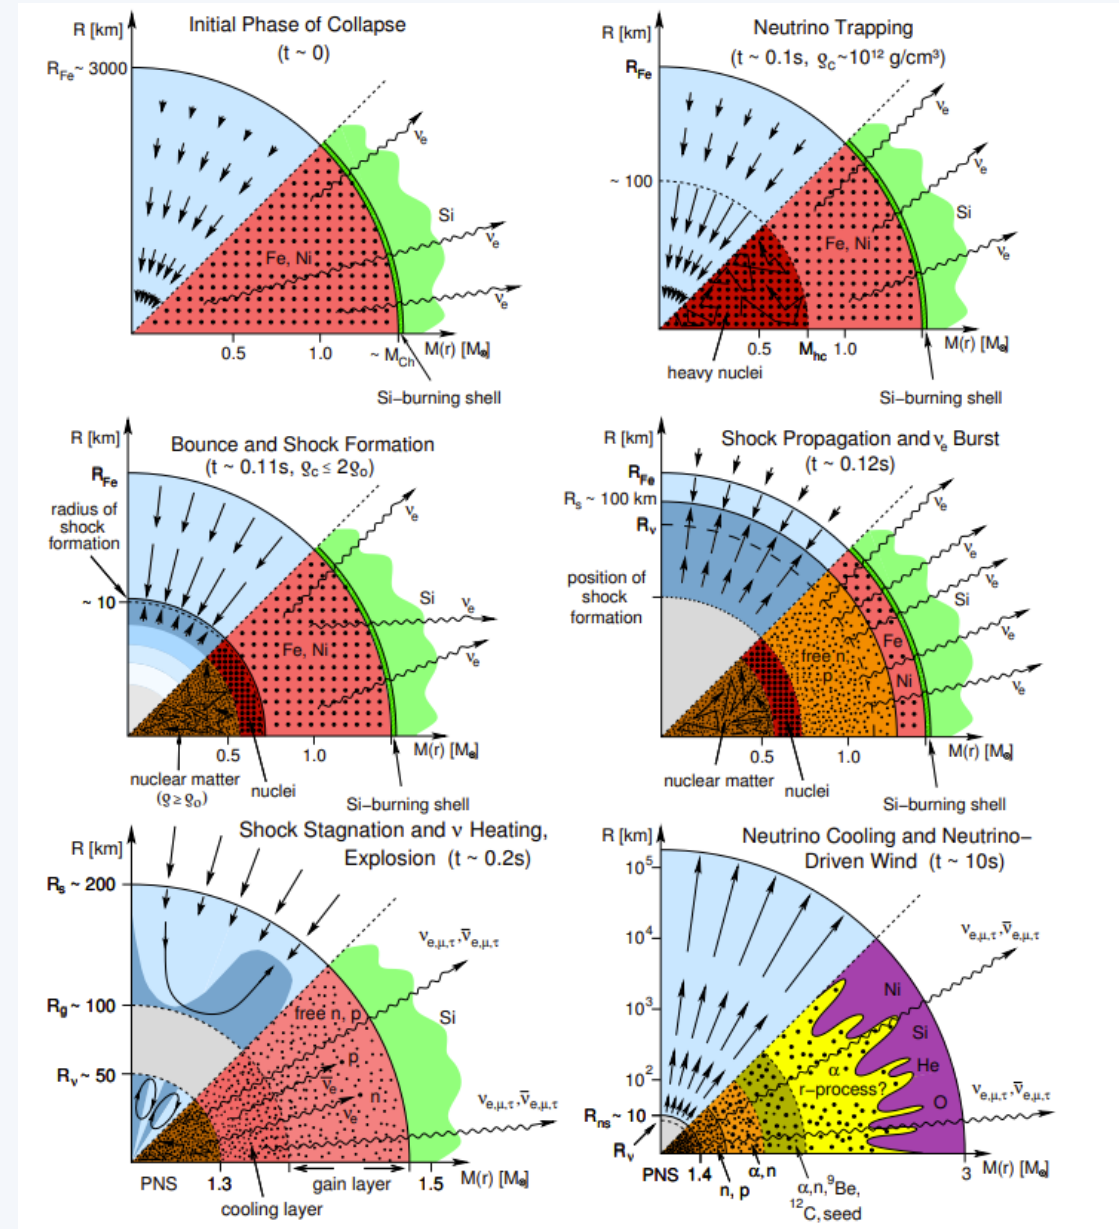 Initial Phase of Collapse
(t ~ 0)
R [km]
R_Fe ~ 3000
ν_e
Si
ν_e
Fe, Ni
ν_e
0.5
1.0
~ M_Ch
M(r) [M_⊙]
Si−burning shell
Neutrino Trapping
(t ~ 0.1s, ϱ_c ~10¹² g/cm³)
R [km]
R_Fe
ν_e
ν_e
~ 100
Si
Fe, Ni
ν_e
0.5
M_hc
1.0
M(r) [M_⊙]
heavy nuclei
Si−burning shell
Bounce and Shock Formation
(t ~ 0.11s, ϱ_c ≤ 2ϱ_o)
R [km]
R_Fe
ν_e
radius of
shock
formation
~ 10
Si
ν_e
Fe, Ni
ν_e
0.5
1.0
M(r) [M_⊙]
nuclear matter
(ϱ ≥ ϱ_o)
nuclei
Si−burning shell
Shock Propagation and ν_e Burst
(t ~ 0.12s)
R [km]
R_Fe
R_s ~ 100 km
R_ν
ν_e
ν_e
ν_e
position of
shock
formation
Si
Fe
ν_e
free n,
p
Ni
ν_e
0.5
1.0
M(r) [M_⊙]
nuclear matter
nuclei
Si−burning shell
Shock Stagnation and ν Heating,
Explosion (t ~ 0.2s)
R [km]
R_s ~ 200
ν_e,μ,τ,ν̅_e,μ,τ
R_g ~ 100
free n, p
Si
p
R_ν ~ 50
ν̅_e
n
ν_e
ν_e,μ,τ,ν̅_e,μ,τ
PNS
1.3
gain layer
1.5
M(r) [M_⊙]
cooling layer
Neutrino Cooling and Neutrino−
Driven Wind (t ~ 10s)
R [km]
10⁵
ν_e,μ,τ,ν̅_e,μ,τ
10⁴
Ni
10³
Si
He
α
r−process?
10²
O
ν_e,μ,τ,ν̅_e,μ,τ
R_ns ~ 10
R_ν
PNS
1.4
α,n
3
M(r) [M_⊙]
n, p
α,n,⁹Be,
¹²C,seed